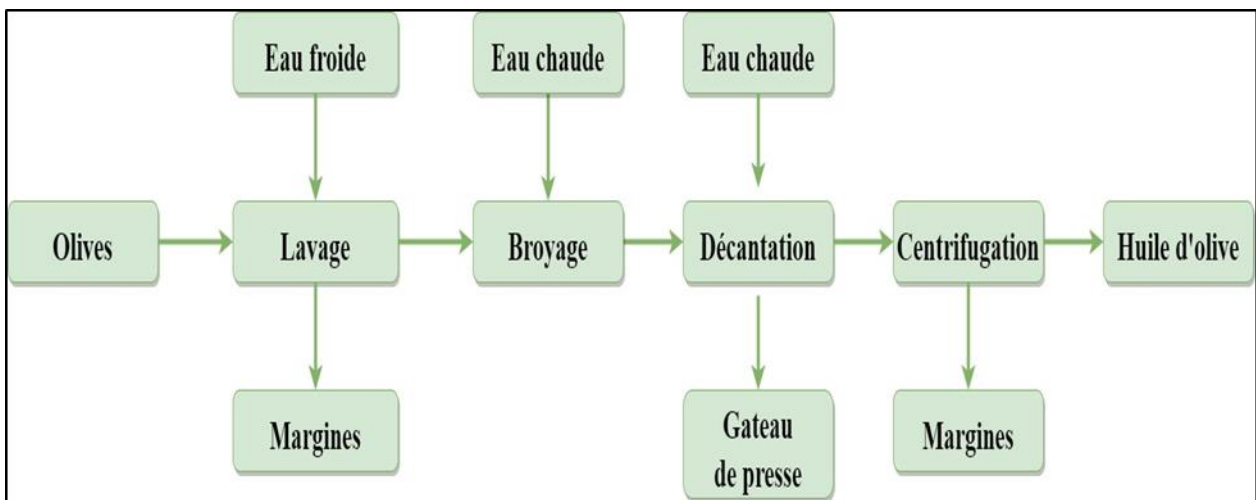 Eau froide
Eau chaude
Eau chaude
Olives
Lavage
Broyage
Décantation
Centrifugation
Huile d'olive
Margines
Gateau
de presse
Margines